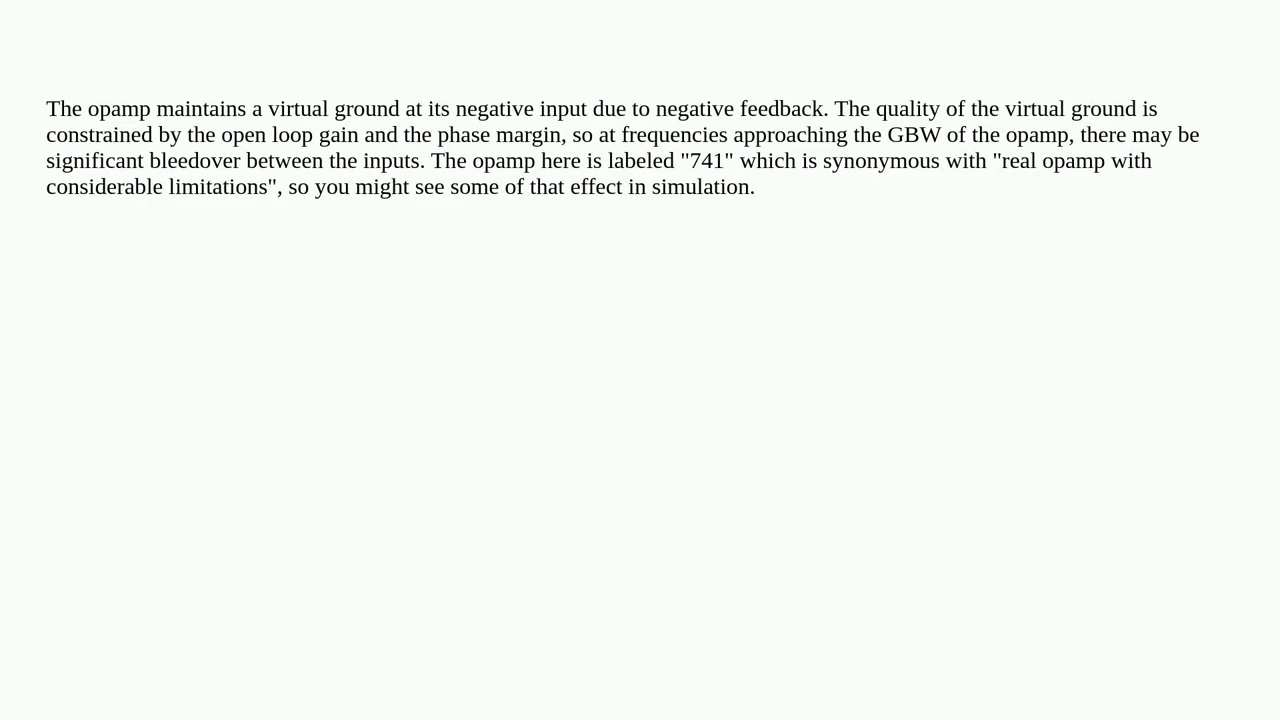 The opamp maintains a virtual ground at its negative input due to negative feedback. The quality of the virtual ground is
constrained by the open loop gain and the phase margin, so at frequencies approaching the GBW of the opamp, there may be
significant bleedover between the inputs. The opamp here is labeled "741" which is synonymous with "real opamp with
considerable limitations", so you might see some of that effect in simulation.